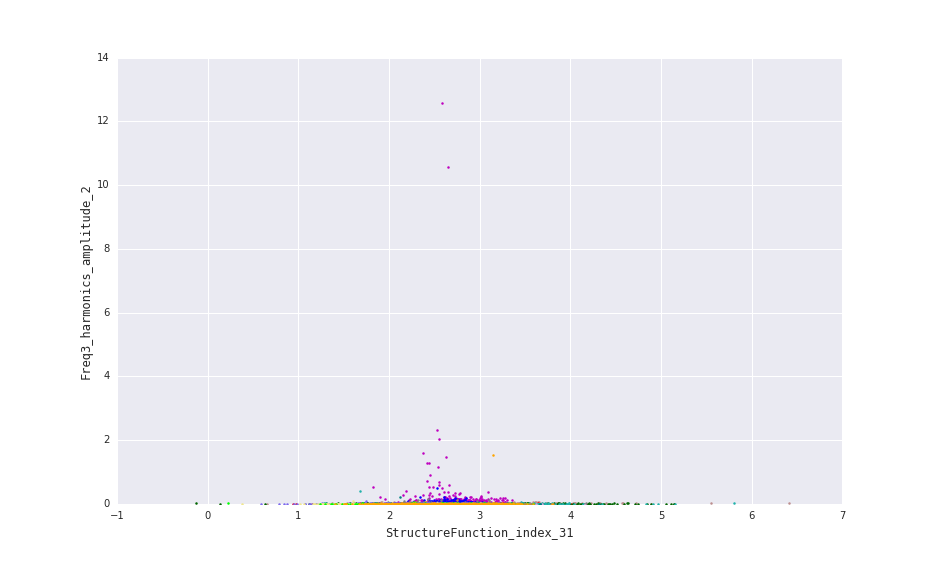 14
12
10
8
6
4
2
0
Freq3_harmonics_amplitude_2
−1 0 1 2 3 4 5 6 7
StructureFunction_index_31